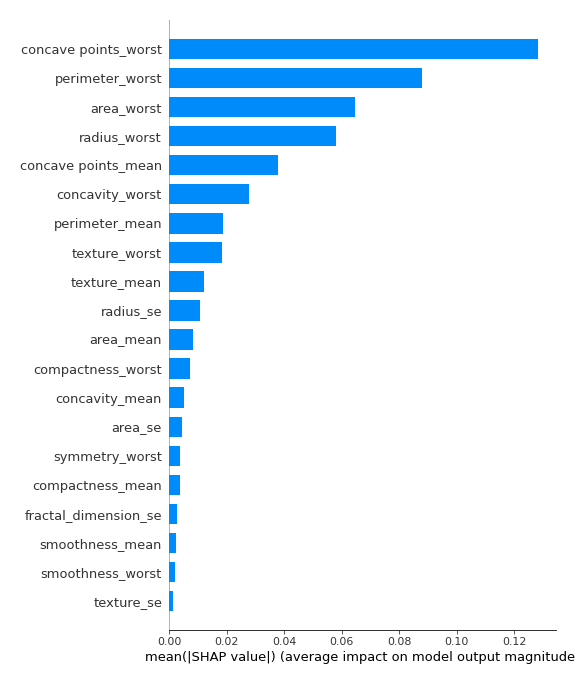 concave points_worst
perimeter_worst
area_worst
radius_worst
concave points_mean
concavity_worst
perimeter_mean
texture_worst
texture_mean
radius_se
area_mean
compactness_worst
concavity_mean
area_se
symmetry_worst
compactness_mean
fractal_dimension_se
smoothness_mean
smoothness_worst
texture_se
0.00 0.02 0.04 0.06 0.08 0.10 0.12
mean(|SHAP value|) (average impact on model output magnitude